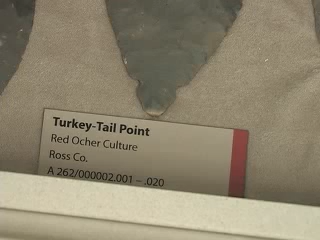 Turkey-Tail Point
Red Ocher Culture
Ross Co.
A 262/000002.001 – .020